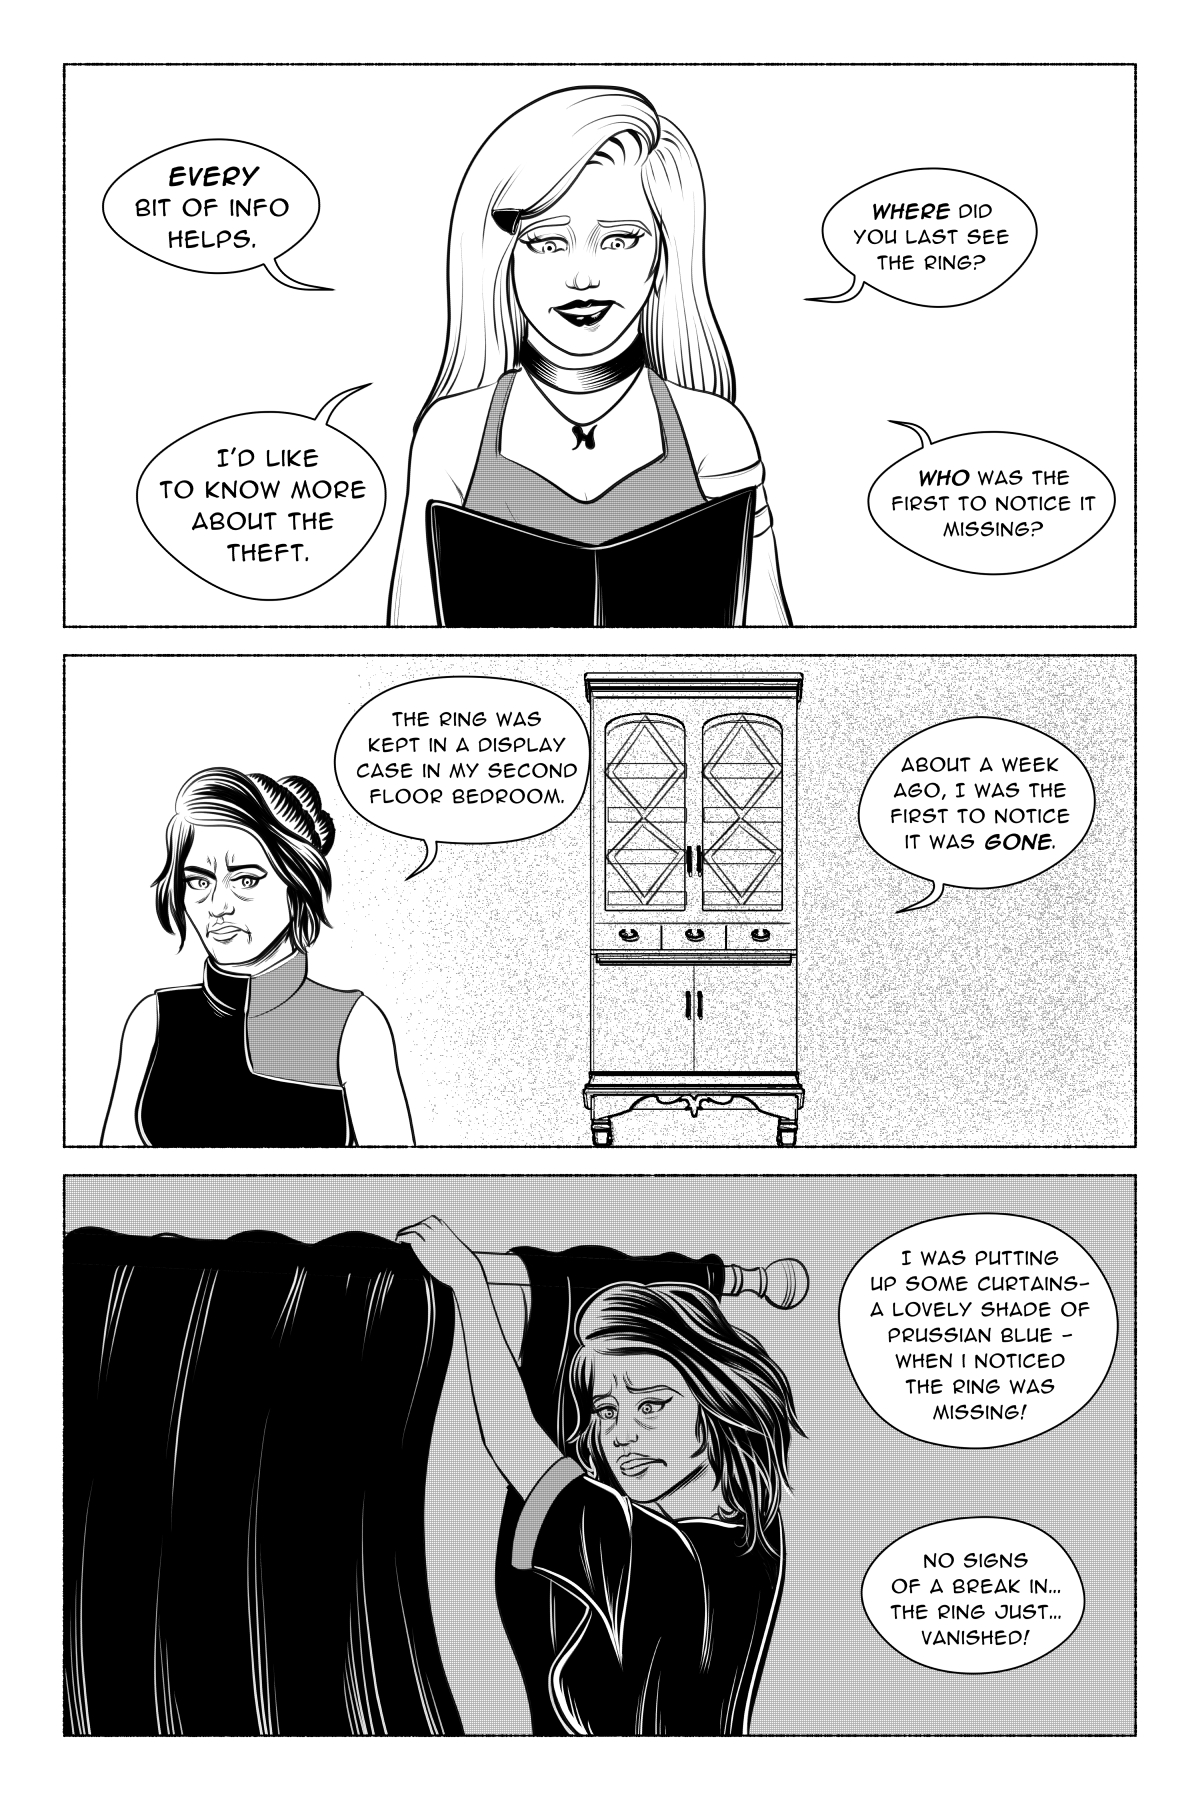 EVERY
BIT OF INFO
HELPS.
I'D LIKE
TO KNOW MORE
ABOUT THE
THEFT.
WHERE DID
YOU LAST SEE
THE RING?
WHO WAS THE
FIRST TO NOTICE IT
MISSING?
THE RING WAS
KEPT IN A DISPLAY
CASE IN MY SECOND
FLOOR BEDROOM.
ABOUT A WEEK
AGO, I WAS THE
FIRST TO NOTICE
IT WAS GONE.
I WAS PUTTING
UP SOME CURTAINS-
A LOVELY SHADE OF
PRUSSIAN BLUE -
WHEN I NOTICED
THE RING WAS
MISSING!
NO SIGNS
OF A BREAK IN...
THE RING JUST...
VANISHED!